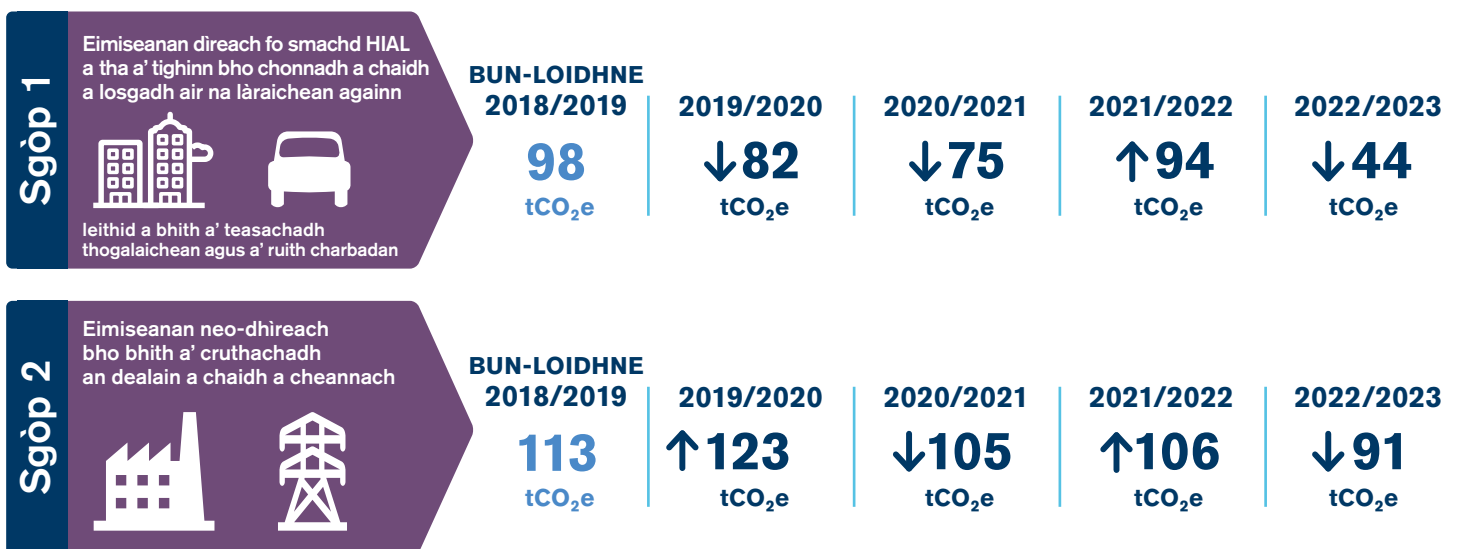 Sgòp 1
Eimiseanan dìreach fo smachd HIAL
a tha a’ tighinn bho chonnadh a chaidh
a losgadh air na làraichean againn
leithid a bhith a’ teasachadh
thogalaichean agus a’ ruith charbadan
BUN-LOIDHNE
2018/2019
98
tCO₂e
2019/2020
↓82
tCO₂e
2020/2021
↓75
tCO₂e
2021/2022
↑94
tCO₂e
2022/2023
↓44
tCO₂e
Sgòp 2
Eimiseanan neo-dhìreach
bho bhith a’ cruthachadh
an dealain a chaidh a cheannach
BUN-LOIDHNE
2018/2019
113
tCO₂e
2019/2020
↑123
tCO₂e
2020/2021
↓105
tCO₂e
2021/2022
↑106
tCO₂e
2022/2023
↓91
tCO₂e